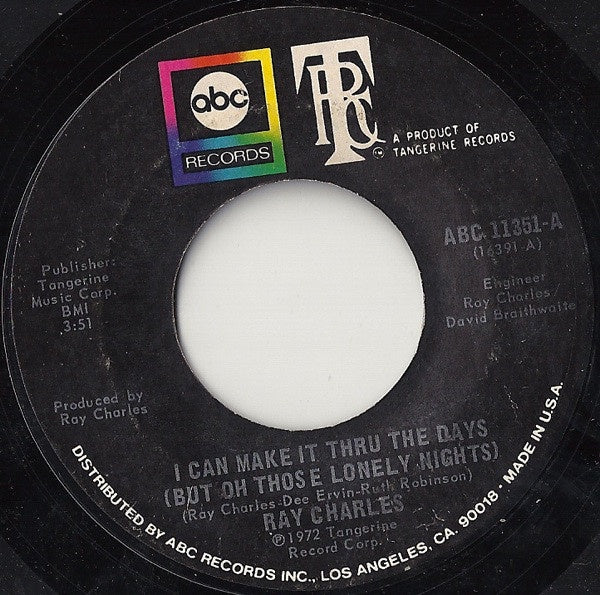 abc
RECORDS
TRC
TM
A PRODUCT OF
TANGERINE RECORDS
ABC 11351-A
(16391 A)
Publisher:
Tangerine
Music Corp.
BMI
3:51
Engineer
Ray Charles
David Braithwaite
Produced by
Ray Charles
I CAN MAKE IT THRU THE DAYS
(BUT OH THOSE LONELY NIGHTS)
(Ray Charles-Dee Ervin-Ruth Robinson)
RAY CHARLES
℗1972 Tangerine
Record Corp.
DISTRIBUTED BY ABC RECORDS INC., LOS ANGELES, CA. 90018 - MADE IN U.S.A.